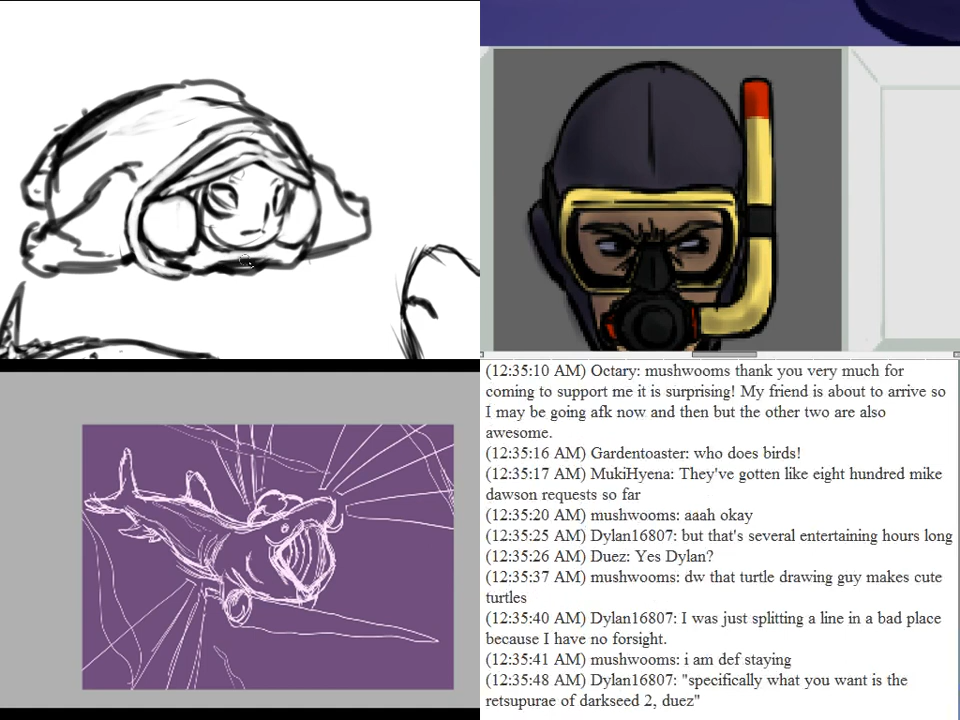 (12:35:10 AM) Octary: mushwooms thank you very much for
coming to support me it is surprising! My friend is about to arrive so
I may be going afk now and then but the other two are also
awesome.
(12:35:16 AM) Gardentoaster: who does birds!
(12:35:17 AM) MukiHyena: They've gotten like eight hundred mike
dawson requests so far
(12:35:20 AM) mushwooms: aaah okay
(12:35:25 AM) Dylan16807: but that's several entertaining hours long
(12:35:26 AM) Duez: Yes Dylan?
(12:35:37 AM) mushwooms: dw that turtle drawing guy makes cute
turtles
(12:35:40 AM) Dylan16807: I was just splitting a line in a bad place
because I have no forsight.
(12:35:41 AM) mushwooms: i am def staying
(12:35:48 AM) Dylan16807: "specifically what you want is the
retsupurae of darkseed 2, duez"